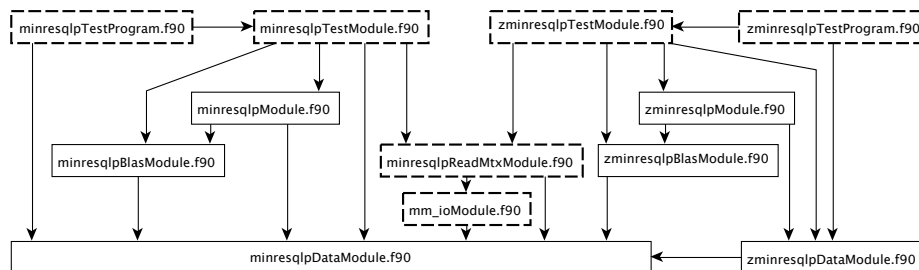 minresqlpTestProgram.f90
minresqlpTestModule.f90
zminresqlpTestModule.f90
zminresqlpTestProgram.f90
minresqlpModule.f90
zminresqlpModule.f90
minresqlpBlasModule.f90
minresqlpReadMtxModule.f90
zminresqlpBlasModule.f90
mm_ioModule.f90
minresqlpDataModule.f90
zminresqlpDataModule.f90